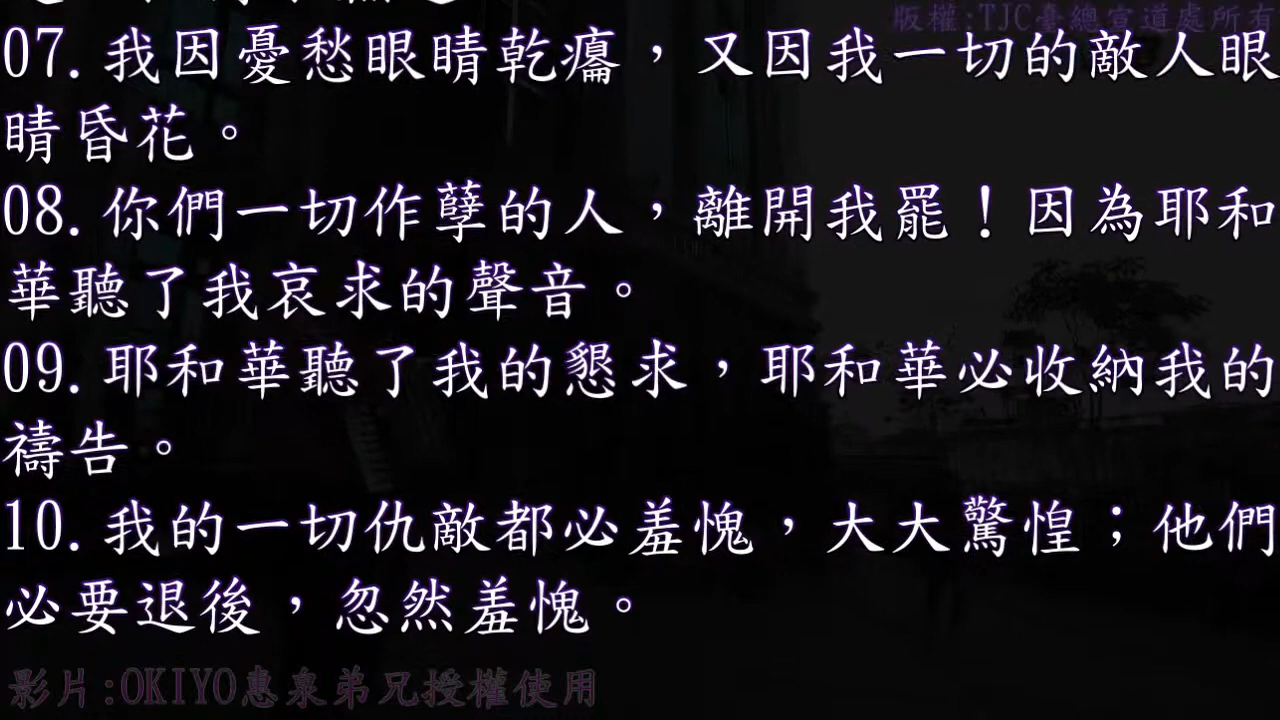 版權:TJC臺總宣道處所有
07.我因憂愁眼睛乾癟，又因我一切的敵人眼
睛昏花。
08.你們一切作孽的人，離開我罷！因為耶和
華聽了我哀求的聲音。
09.耶和華聽了我的懇求，耶和華必收納我的
禱告。
10.我的一切仇敵都必羞愧，大大驚惶；他們
必要退後，忽然羞愧。
影片:OKIYO惠泉弟兄授權使用